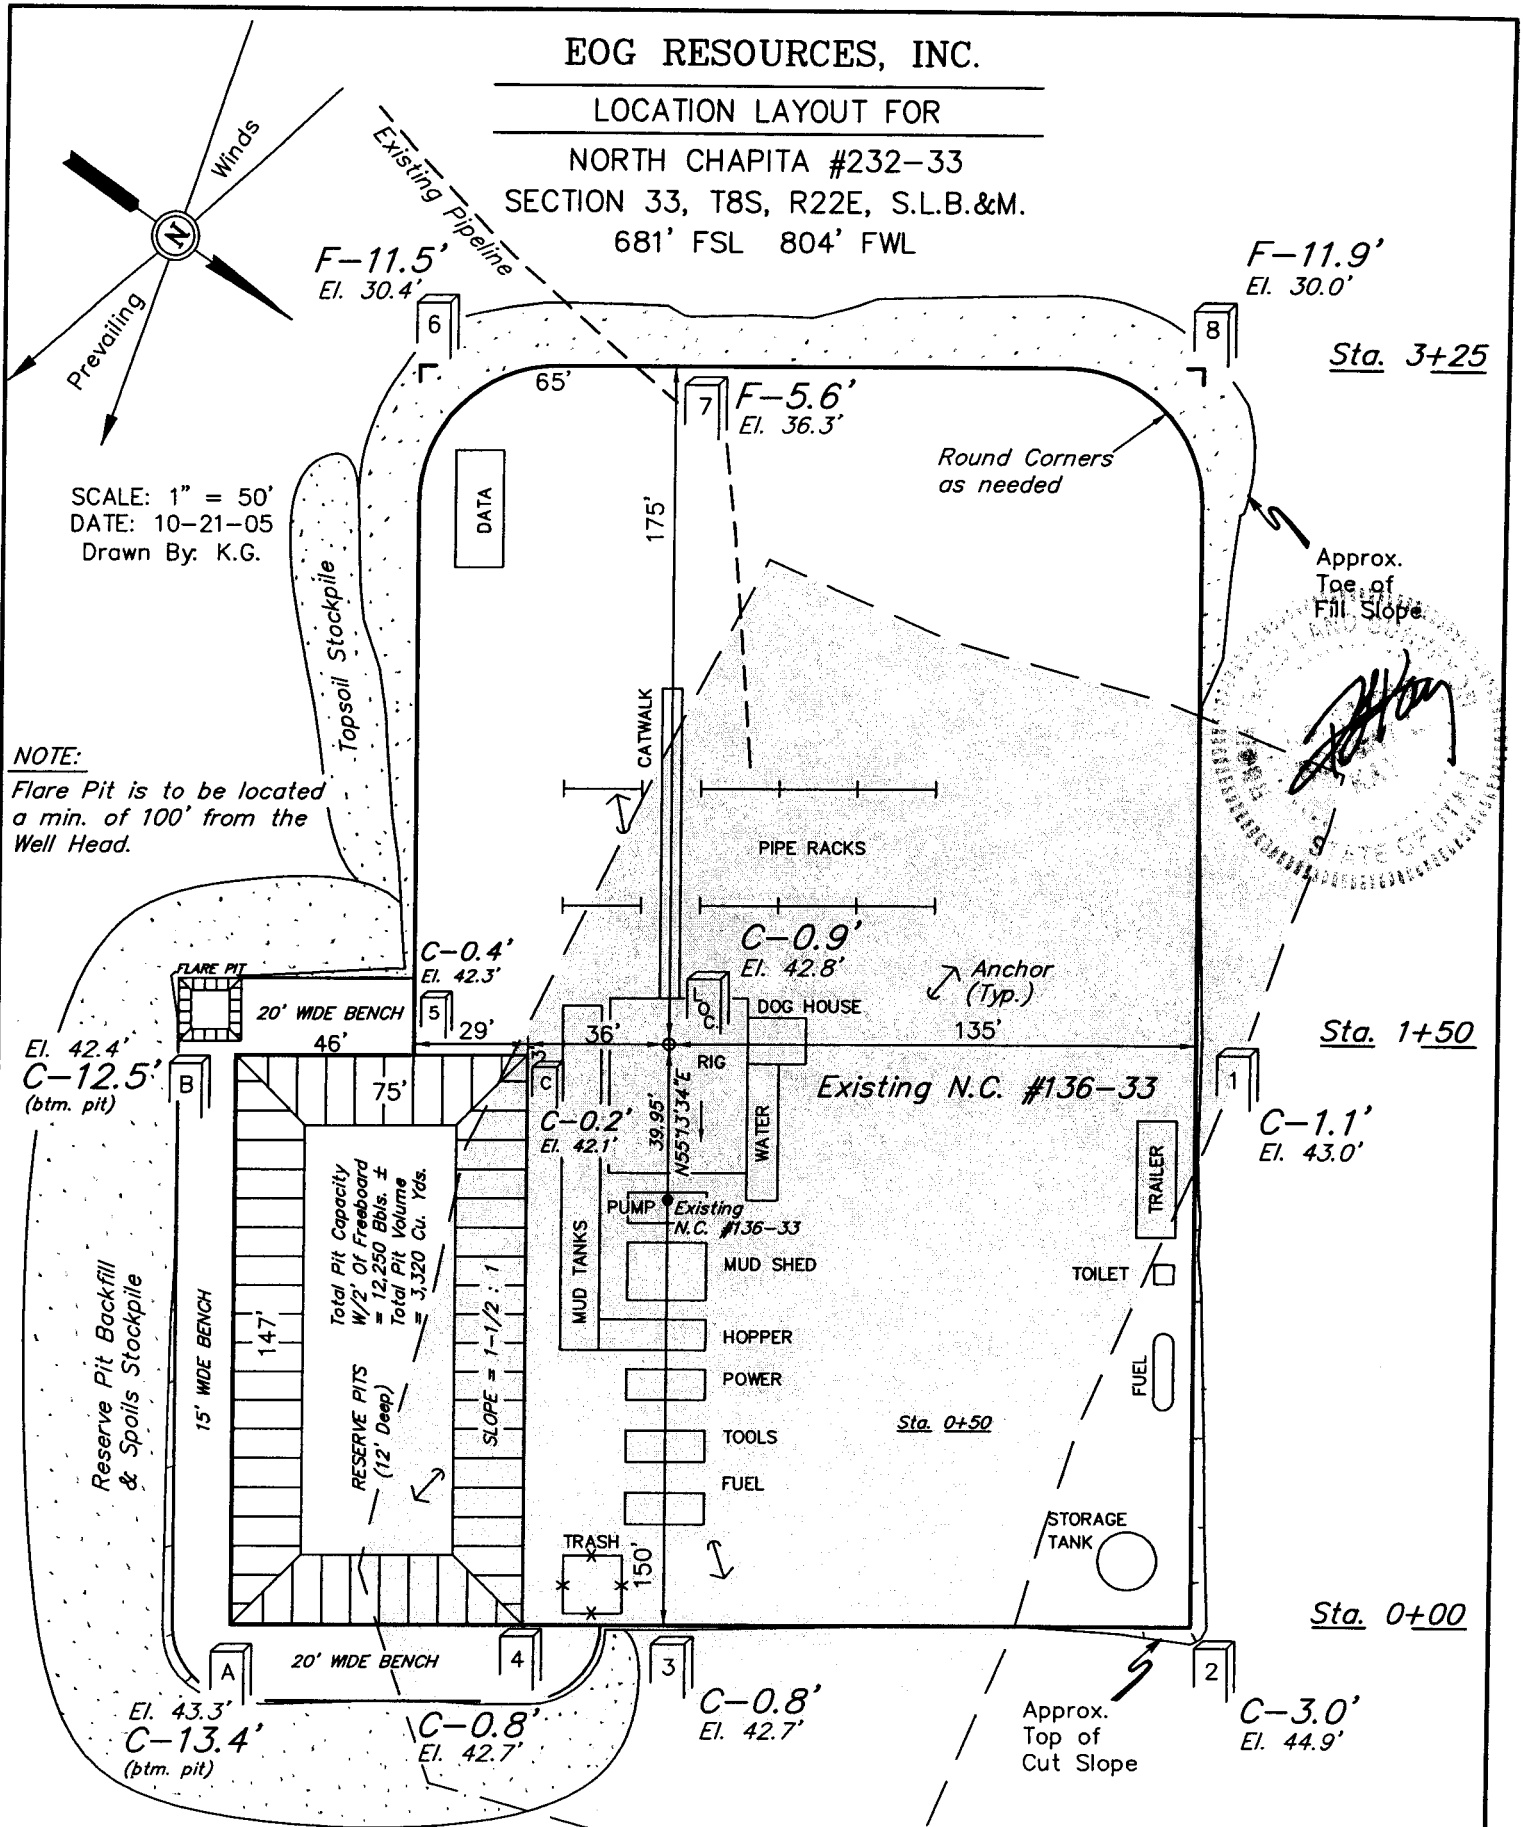 EOG RESOURCES, INC.
LOCATION LAYOUT FOR
NORTH CHAPITA #232-33
SECTION 33, T8S, R22E, S.L.B.&M.
681' FSL 804' FWL
Winds
N
Prevailing
Existing Pipeline
F-11.5'
El. 30.4'
6
F-11.9'
El. 30.0'
8
Sta. 3+25
65'
7
F-5.6'
El. 36.3'
Round Corners
as needed
SCALE: 1" = 50'
DATE: 10-21-05
Drawn By: K.G.
DATA
175'
Approx.
Toe of
Fill Slope
Topsoil Stockpile
CATWALK
LAND
STATE OF UTAH
NOTE:
Flare Pit is to be located
a min. of 100' from the
Well Head.
PIPE RACKS
C-0.4'
El. 42.3'
5
C-0.9'
El. 42.8'
LOC.
Anchor
(Typ.)
FLARE PIT
20' WIDE BENCH
DOG HOUSE
46'
29'
36'
135'
Sta. 1+50
El. 42.4'
C-12.5'
(btm. pit)
B
75'
3'
C
RIG
Existing N.C. #136-33
1
C-0.2'
El. 42.1'
39.95'
N55°13'34"E
WATER
C-1.1'
El. 43.0'
TRAILER
Total Pit Capacity
W/2' Of Freeboard
= 12,250 Bbls. ±
Total Pit Volume
= 3,320 Cu. Yds.
PUMP
Existing
N.C. #136-33
MUD TANKS
MUD SHED
TOILET
Reserve Pit Backfill
& Spoils Stockpile
15' WIDE BENCH
147'
RESERVE PITS
(12' Deep)
SLOPE = 1-1/2 : 1
HOPPER
POWER
FUEL
Sta. 0+50
TOOLS
FUEL
STORAGE
TANK
TRASH
150'
Sta. 0+00
A
20' WIDE BENCH
4
3
2
El. 43.3'
C-13.4'
(btm. pit)
C-0.8'
El. 42.7'
C-0.8'
El. 42.7'
Approx.
Top of
Cut Slope
C-3.0'
El. 44.9'